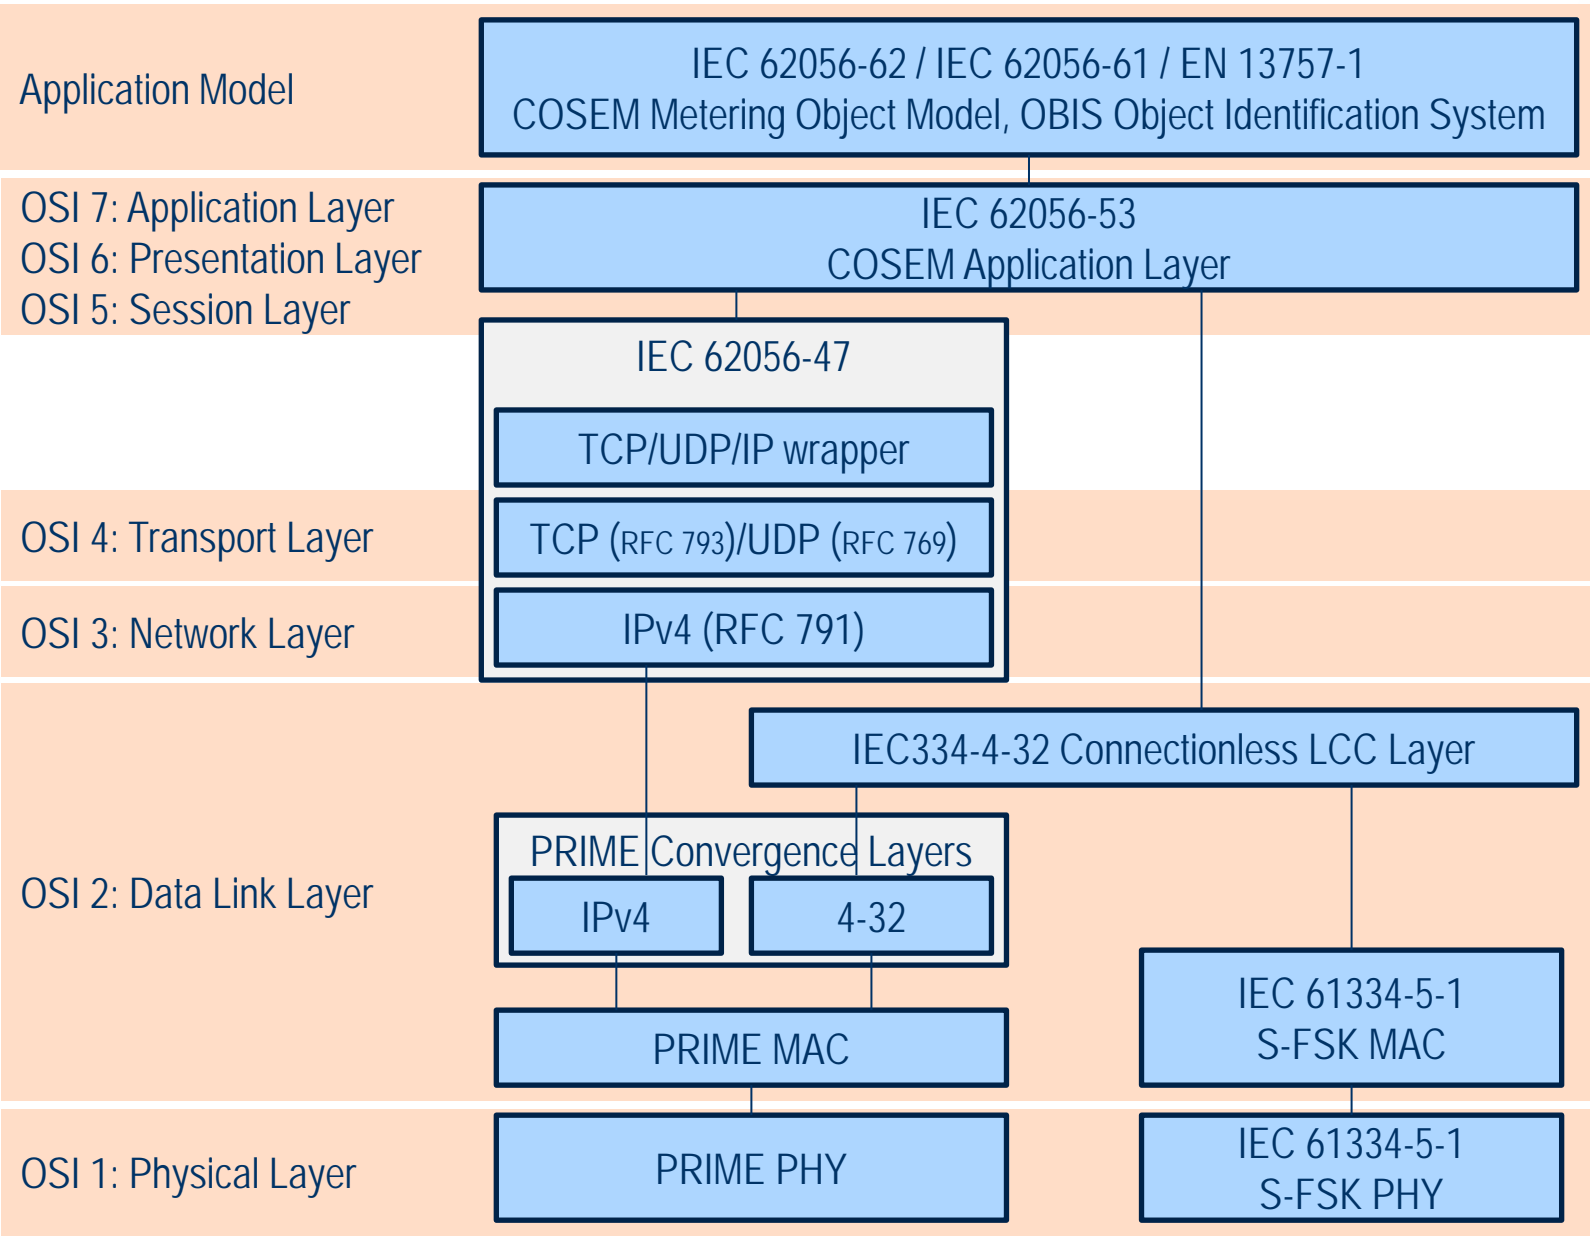 Application Model
IEC 62056-62 / IEC 62056-61 / EN 13757-1
COSEM Metering Object Model, OBIS Object Identification System
OSI 7: Application Layer
OSI 6: Presentation Layer
OSI 5: Session Layer
IEC 62056-53
COSEM Application Layer
IEC 62056-47
TCP/UDP/IP wrapper
OSI 4: Transport Layer
TCP (RFC 793)/UDP (RFC 769)
OSI 3: Network Layer
IPv4 (RFC 791)
IEC334-4-32 Connectionless LCC Layer
OSI 2: Data Link Layer
PRIME Convergence Layers
IPv4
4-32
PRIME MAC
IEC 61334-5-1
S-FSK MAC
OSI 1: Physical Layer
PRIME PHY
IEC 61334-5-1
S-FSK PHY